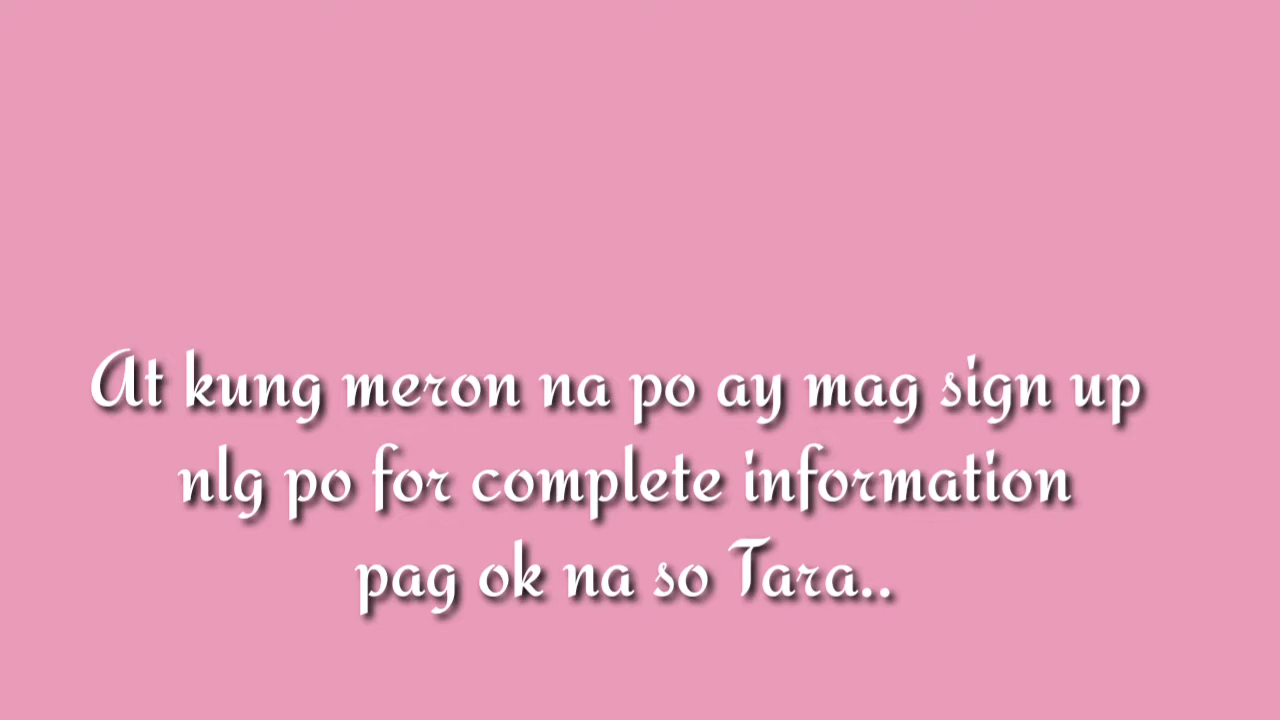 At kung meron na po ay mag sign up
nlg po for complete information
pag ok na so Tara..